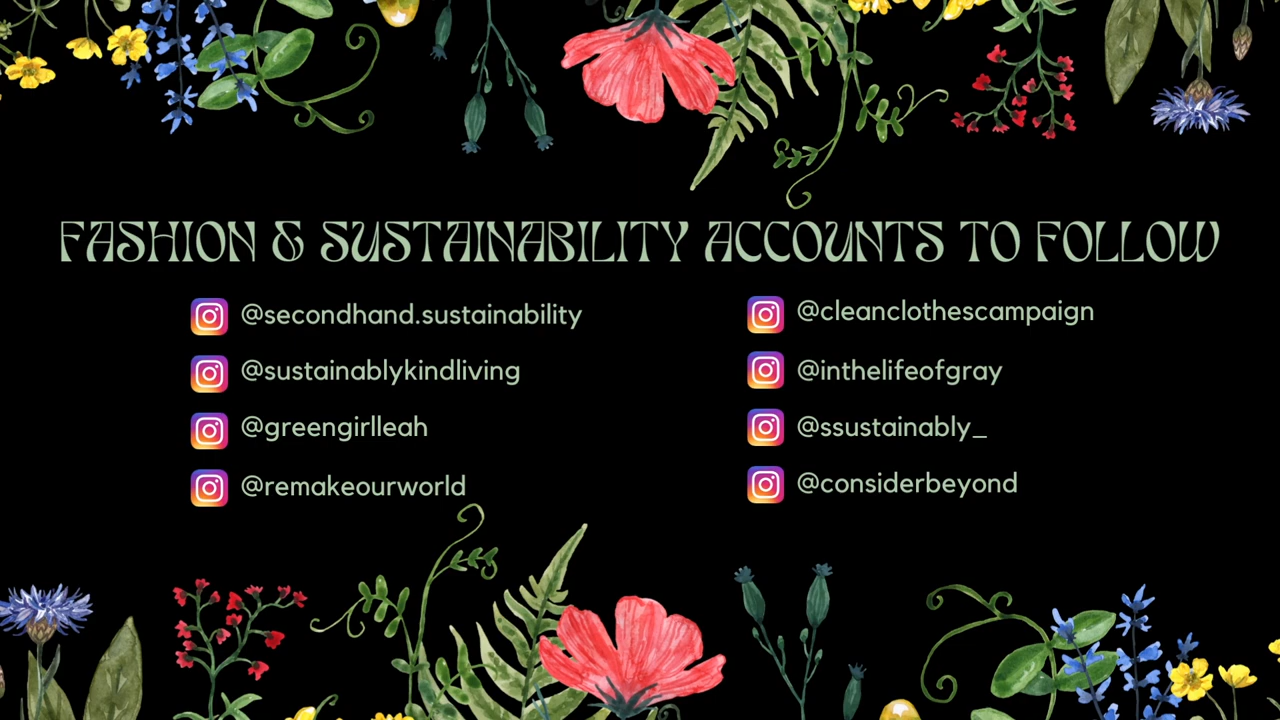 FASHION & SUSTAINABILITY ACCOUNTS TO FOLLOW
@secondhand.sustainability
@sustainablykindliving
@greengirlleah
@remakeourworld
@cleanclothescampaign
@inthelifeofgray
@ssustainably_
@considerbeyond